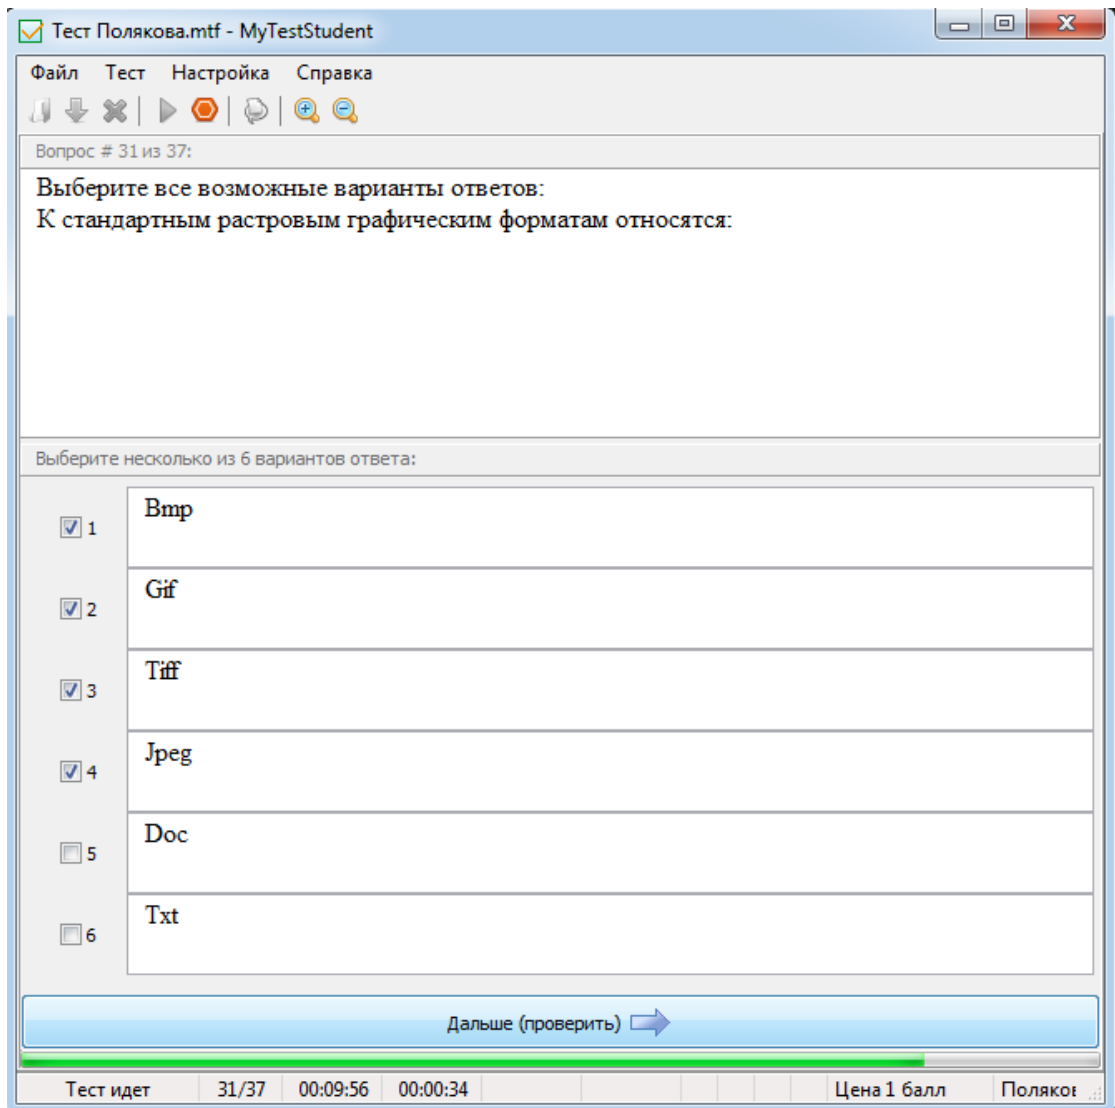 Тест Полякова.mtf - MyTestStudent
Файл Тест Настройка Справка
Вопрос # 31 из 37:
Выберите все возможные варианты ответов:
К стандартным растровым графическим форматам относятся:
Выберите несколько из 6 вариантов ответа:
1 Bmp
2 Gif
3 Tiff
4 Jpeg
5 Doc
6 Txt
Дальше (проверить)
Тест идет 31/37 00:09:56 00:00:34 Цена 1 балл Поляков